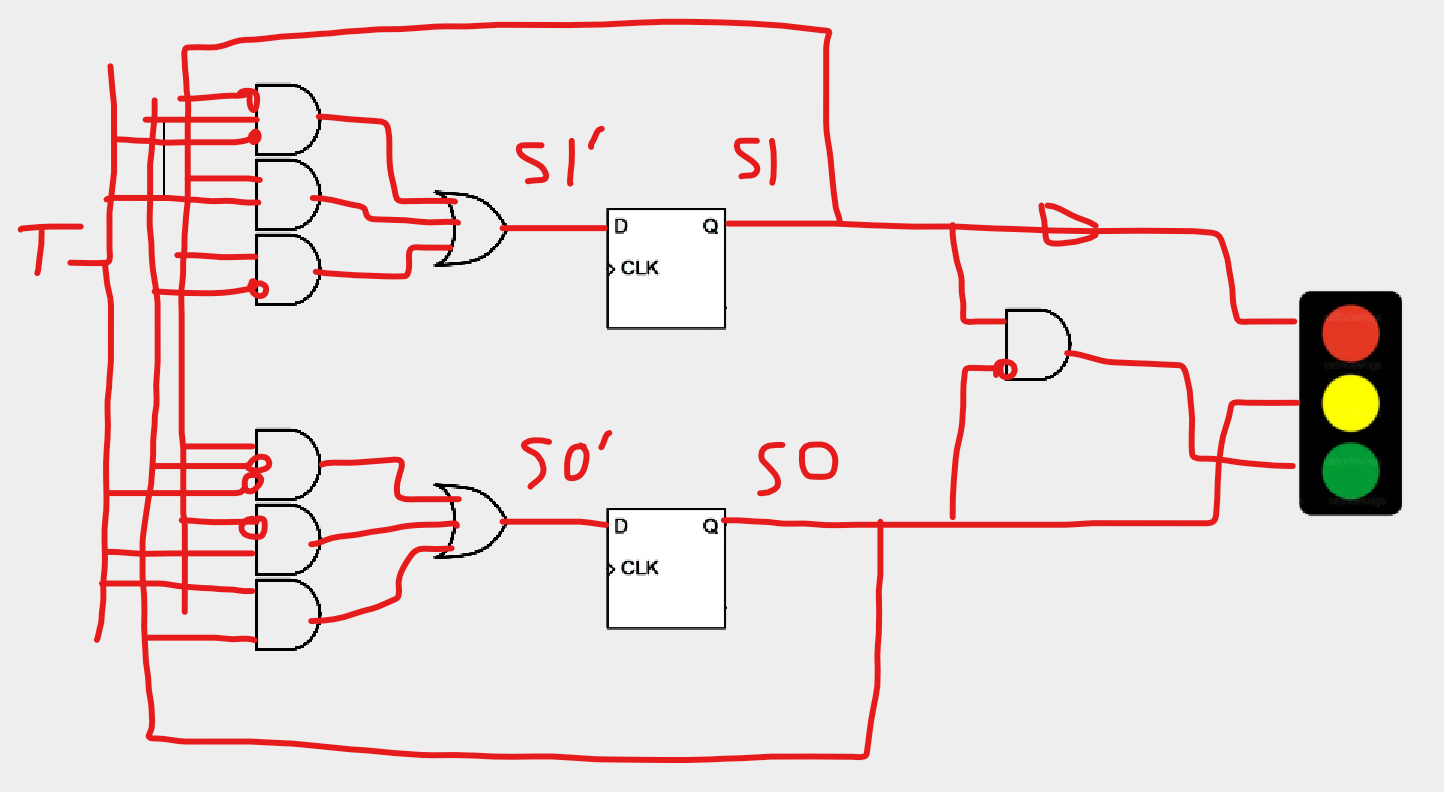 S1' S1
D Q
CLK
T
S0' S0
D Q
CLK